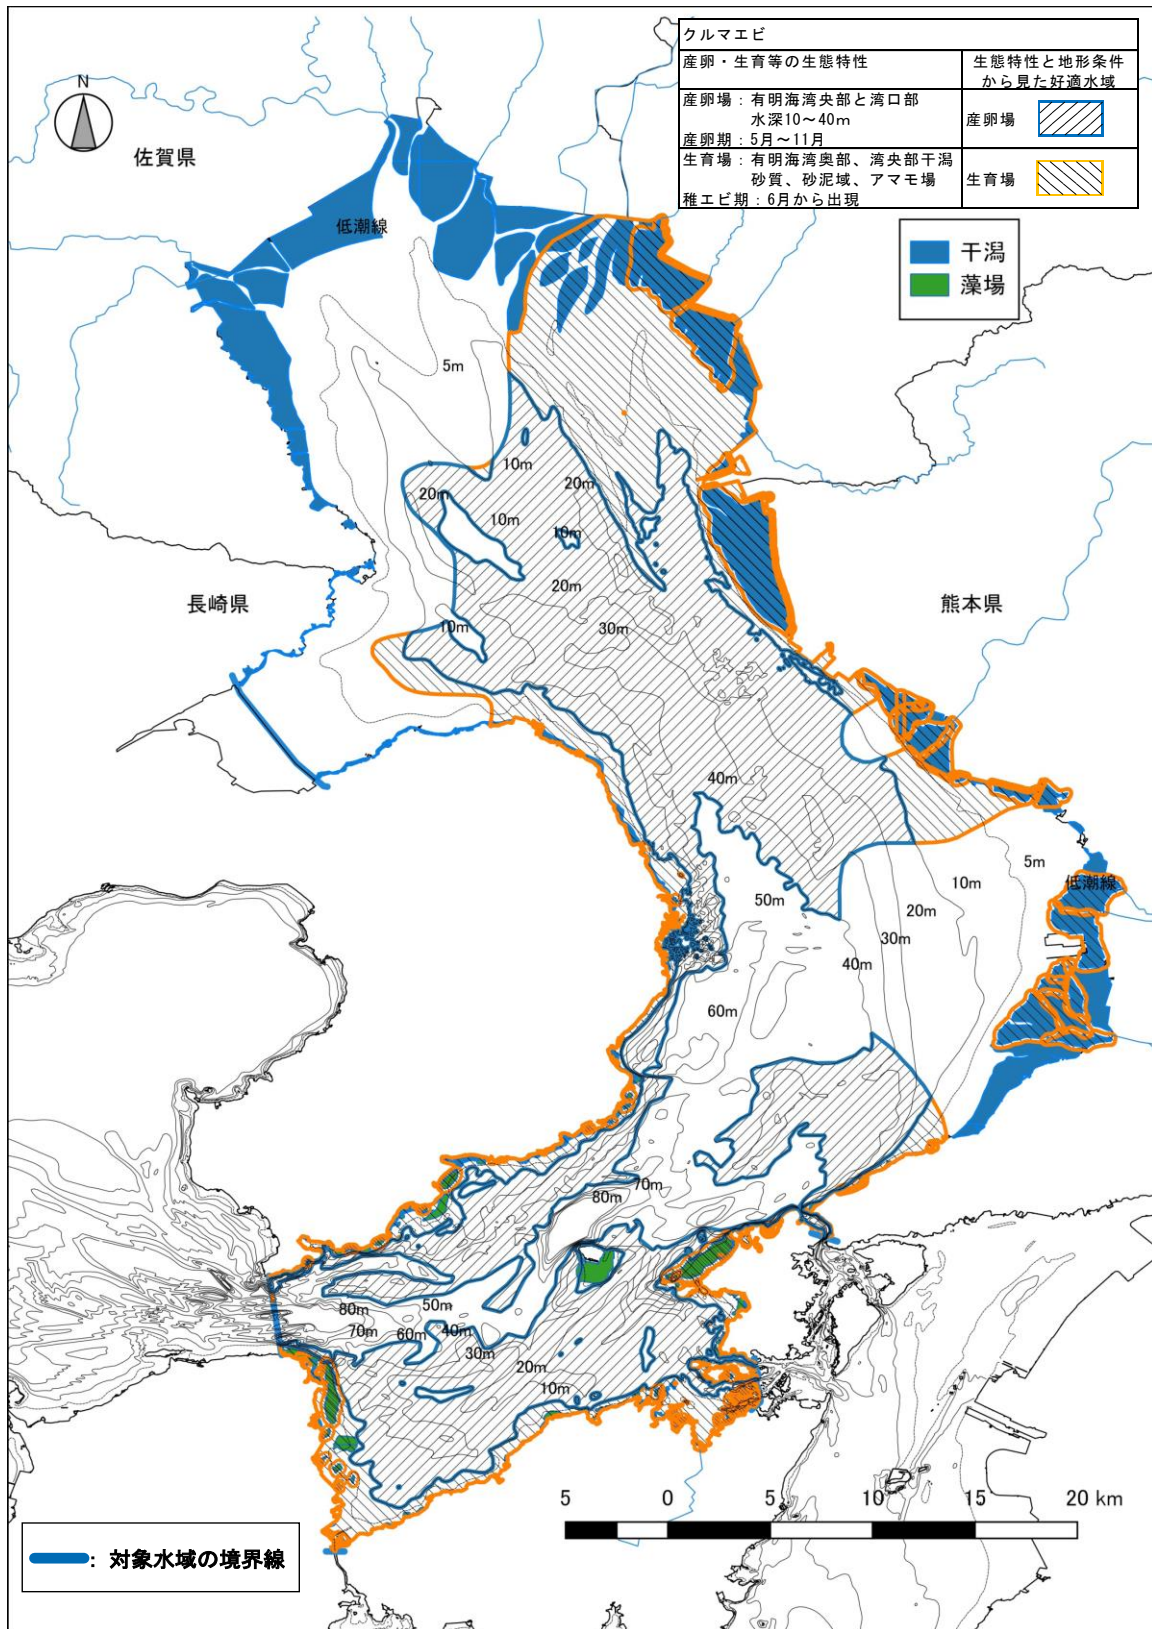 クルマエビ
産卵・生育等の生態特性
生態特性と地形条件
から見た好適水域
産卵場：有明海湾央部と湾口部
水深10～40m
産卵期：5月～11月
産卵場
生育場：有明海湾奥部、湾央部干潟
砂質、砂泥域、アマモ場
稚エビ期：6月から出現
生育場
N
佐賀県
低潮線
干潟
藻場
5m
10m
20m
20m
10m
10m
20m
長崎県
熊本県
10m
30m
40m
5m
低潮線
10m
50m
20m
30m
40m
60m
70m
80m
80m
50m
70m
60m
40m
30m
20m
10m
5 0 5 10 15 20 km
：対象水域の境界線